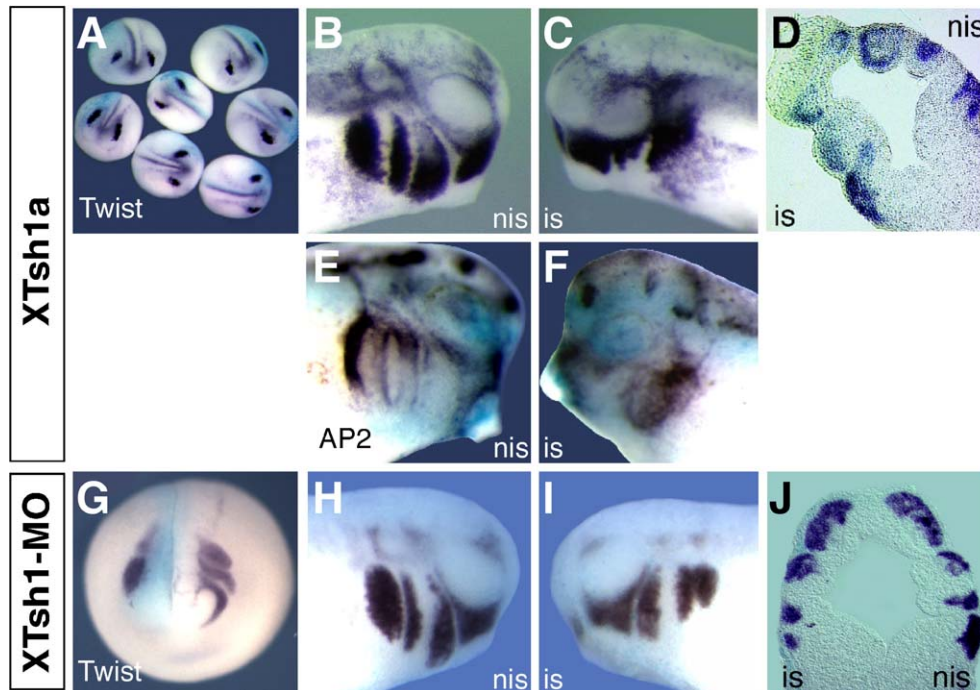 XTsh1a
A
Twist
B
nis
C
is
D
nis
is
E
AP2
nis
F
is
XTsh1-MO
G
Twist
H
nis
I
is
J
is
nis